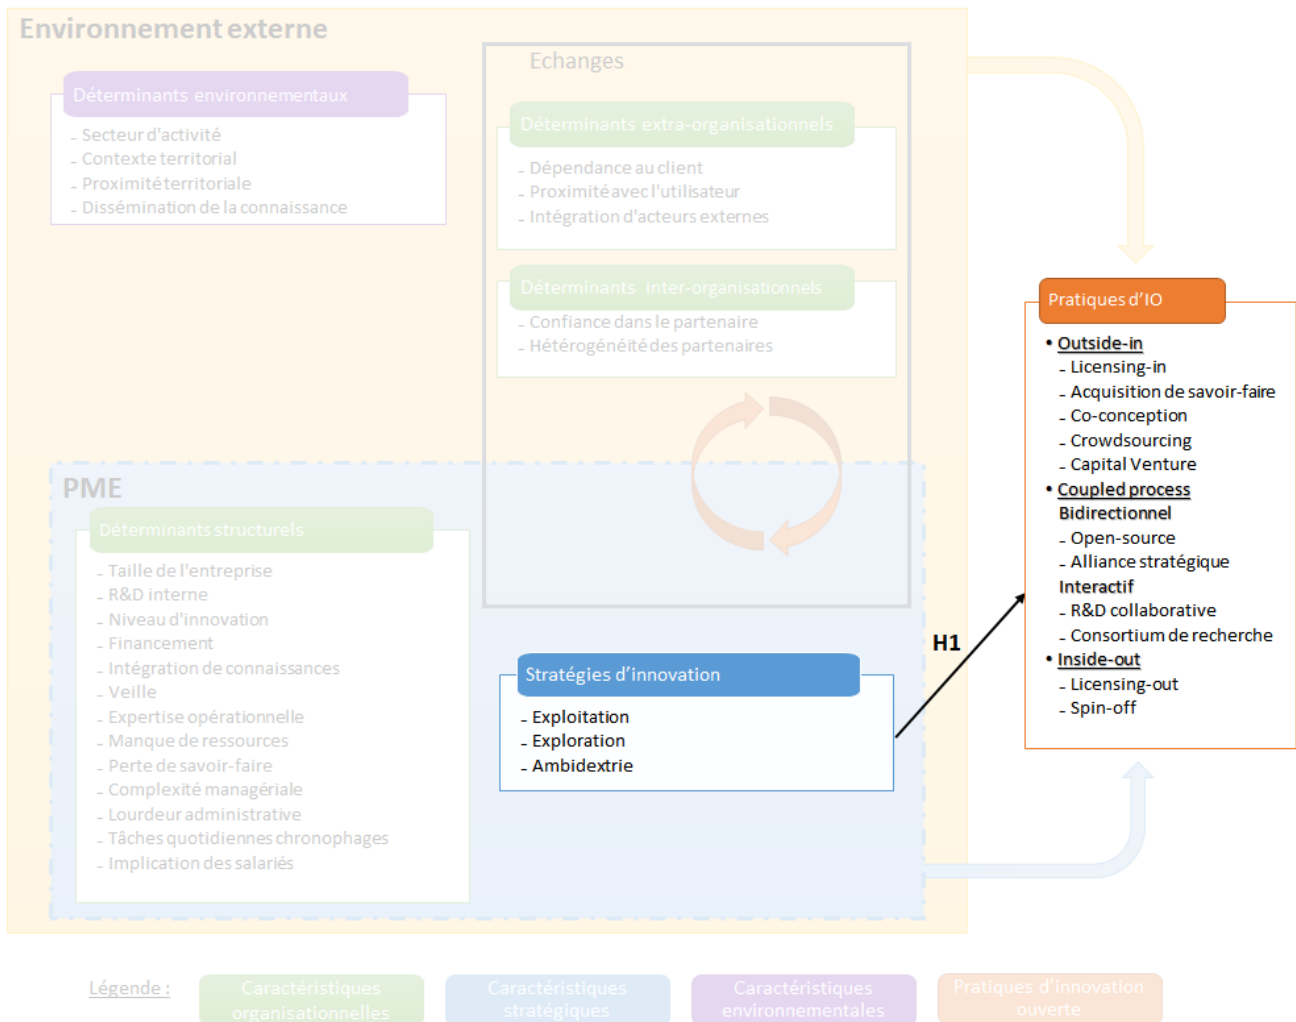 Environnement externe
Déterminants environnementaux
- Secteur d'activité
- Contexte territorial
- Proximité territoriale
- Dissémination de la connaissance
Echanges
Déterminants extra-organisationnels
- Dépendance au client
- Proximité avec l'utilisateur
- Intégration d'acteurs externes
Déterminants inter-organisationnels
- Confiance dans le partenaire
- Hétérogénéité des partenaires
PME
Déterminants structurels
- Taille de l'entreprise
- R&D interne
- Niveau d'innovation
- Financement
- Intégration de connaissances
- Veille
- Expertise opérationnelle
- Manque de ressources
- Perte de savoir-faire
- Complexité managériale
- Lourdeur administrative
- Tâches quotidiennes chronophages
- Implication des salariés
Stratégies d'innovation
- Exploitation
- Exploration
- Ambidextrie
H1
Pratiques d'IO
• Outside-in
- Licensing-in
- Acquisition de savoir-faire
- Co-conception
- Crowdsourcing
- Capital Venture
• Coupled process
Bidirectionnel
- Open-source
- Alliance stratégique
Interactif
- R&D collaborative
- Consortium de recherche
• Inside-out
- Licensing-out
- Spin-off
Légende :
Caractéristiques
organisationnelles
Caractéristiques
stratégiques
Caractéristiques
environnementales
Pratiques d'innovation
ouverte